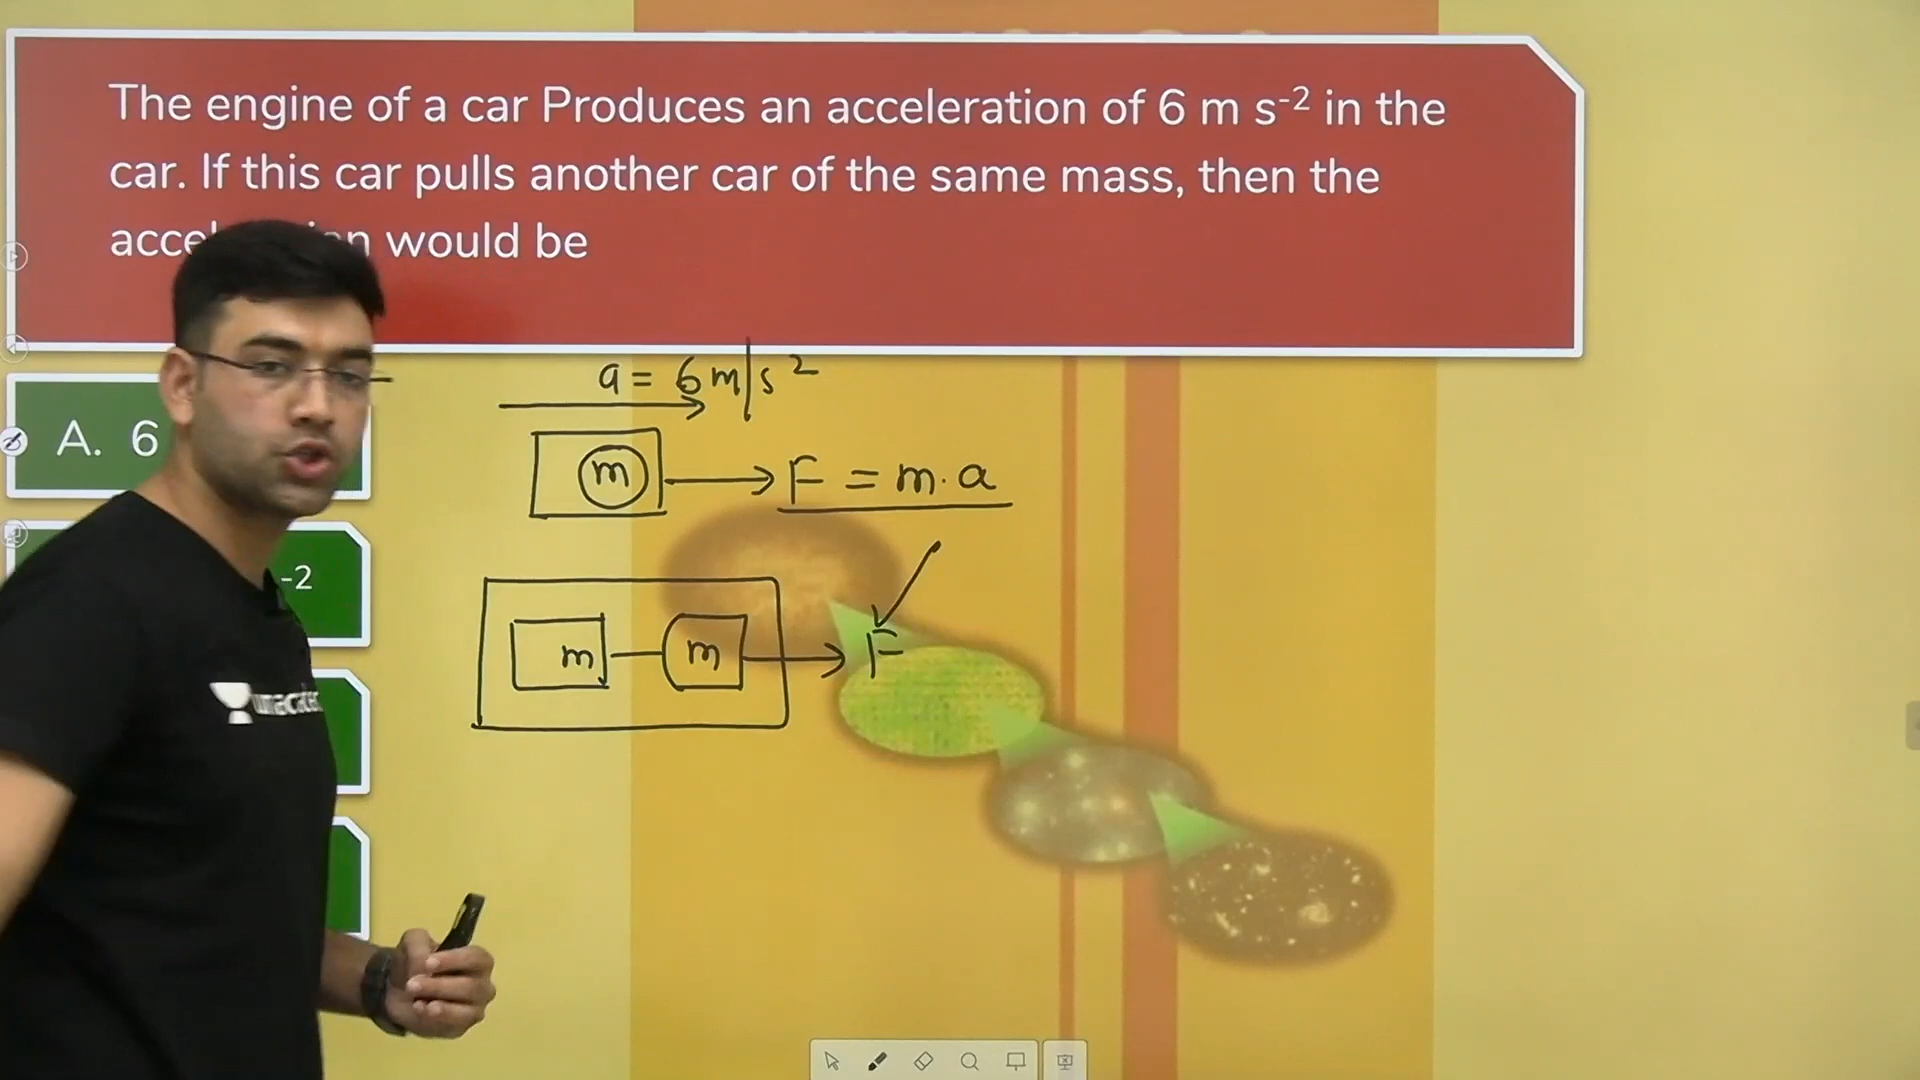 The engine of a car Produces an acceleration of 6 m s-2 in the
car. If this car pulls another car of the same mass, then the
would be
a = 6m/s2
A. 6
m
F = m.a
-2
m
m
F